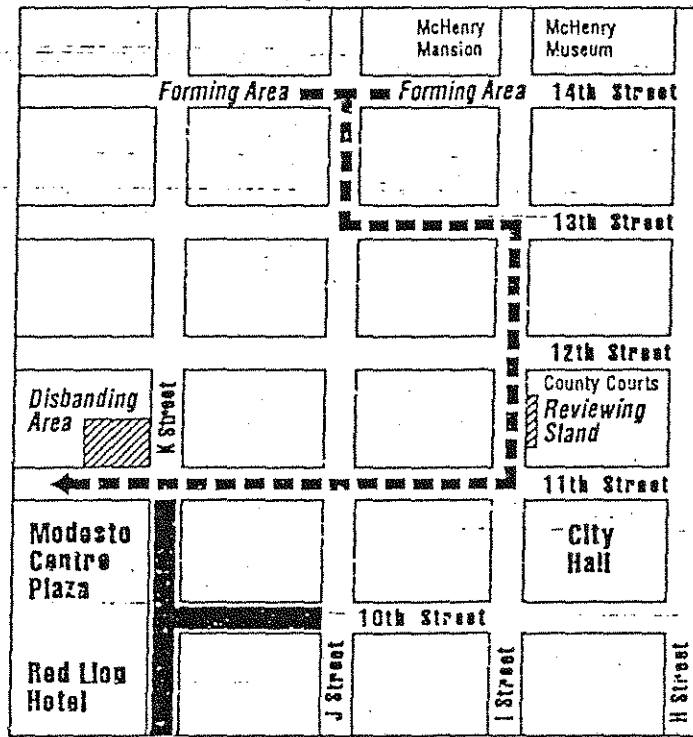 McHenry
Mansion
McHenry
Museum
Forming Area
Forming Area
14th Street
13th Street
12th Street
Disbanding
Area
K Street
County Courts
Reviewing
Stand
11th Street
Modesto
Centre
Plaza
City
Hall
10th Street
Red Lion
Hotel
J Street
I Street
H Street